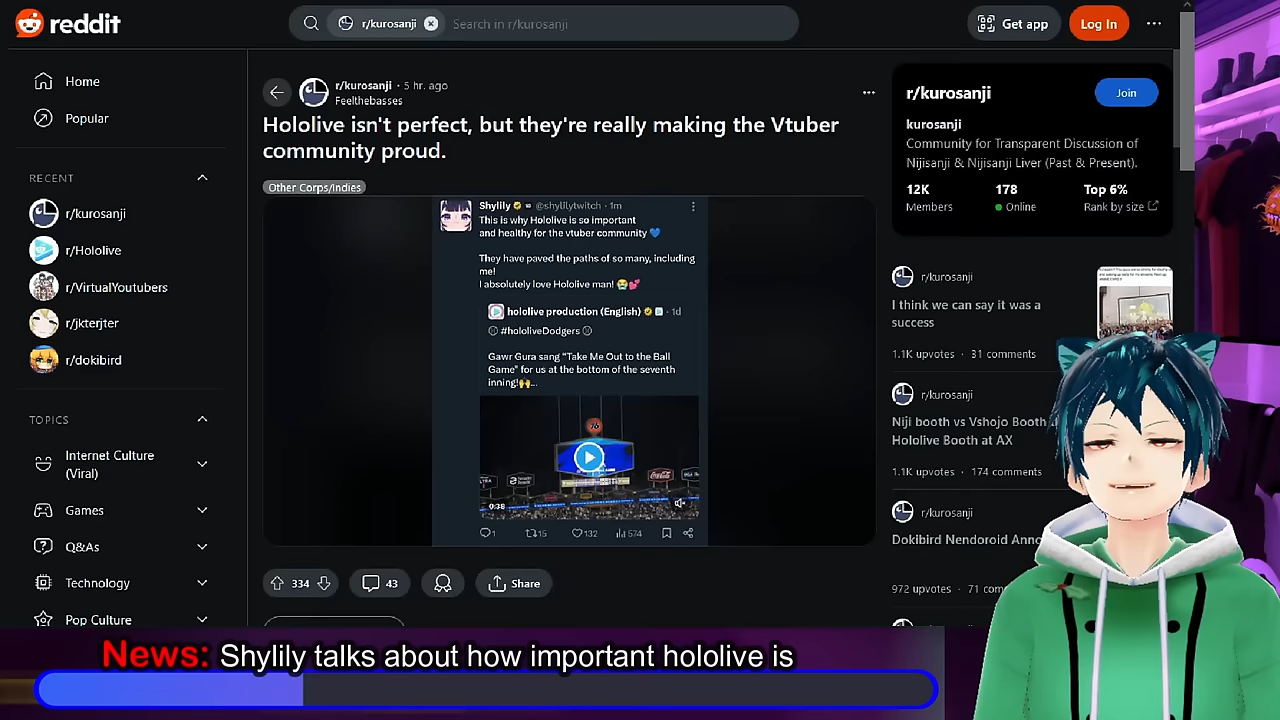 reddit
r/kurosanji
Search in r/kurosanji
Get app
Log In
Home
Popular
RECENT
r/kurosanji
r/Hololive
r/VirtualYoutubers
r/jkterjter
r/dokibird
TOPICS
Internet Culture
(Viral)
Games
Q&As
Technology
Pop Culture
r/kurosanji · 5 hr. ago
Feelthebasses
Hololive isn't perfect, but they're really making the Vtuber
community proud.
Other Corps/Indies
Shylily @shylilytwitch · 1m
This is why Hololive is so important
and healthy for the vtuber community 💙
They have paved the paths of so many, including
me!
I absolutely love Hololive man! 😭💕
hololive production (English) · 1d
#hololiveDodgers
Gawr Gura sang "Take Me Out to the Ball
Game" for us at the bottom of the seventh
inning!🙌...
76
Coca-Cola
0:38
1
15
132
574
334
43
Share
r/kurosanji
Join
kurosanji
Community for Transparent Discussion of
Nijisanji & Nijisanji Liver (Past & Present).
12K
178
Top 6%
Members
Online
Rank by size
r/kurosanji
I think we can say it was a
success
1.1K upvotes · 31 comments
r/kurosanji
Niji booth vs Vshojo Booth
Hololive Booth at AX
1.1K upvotes · 174 comments
r/kurosanji
Dokibird Nendoroid Anno
972 upvotes · 71 com
News: Shylily talks about how important hololive is